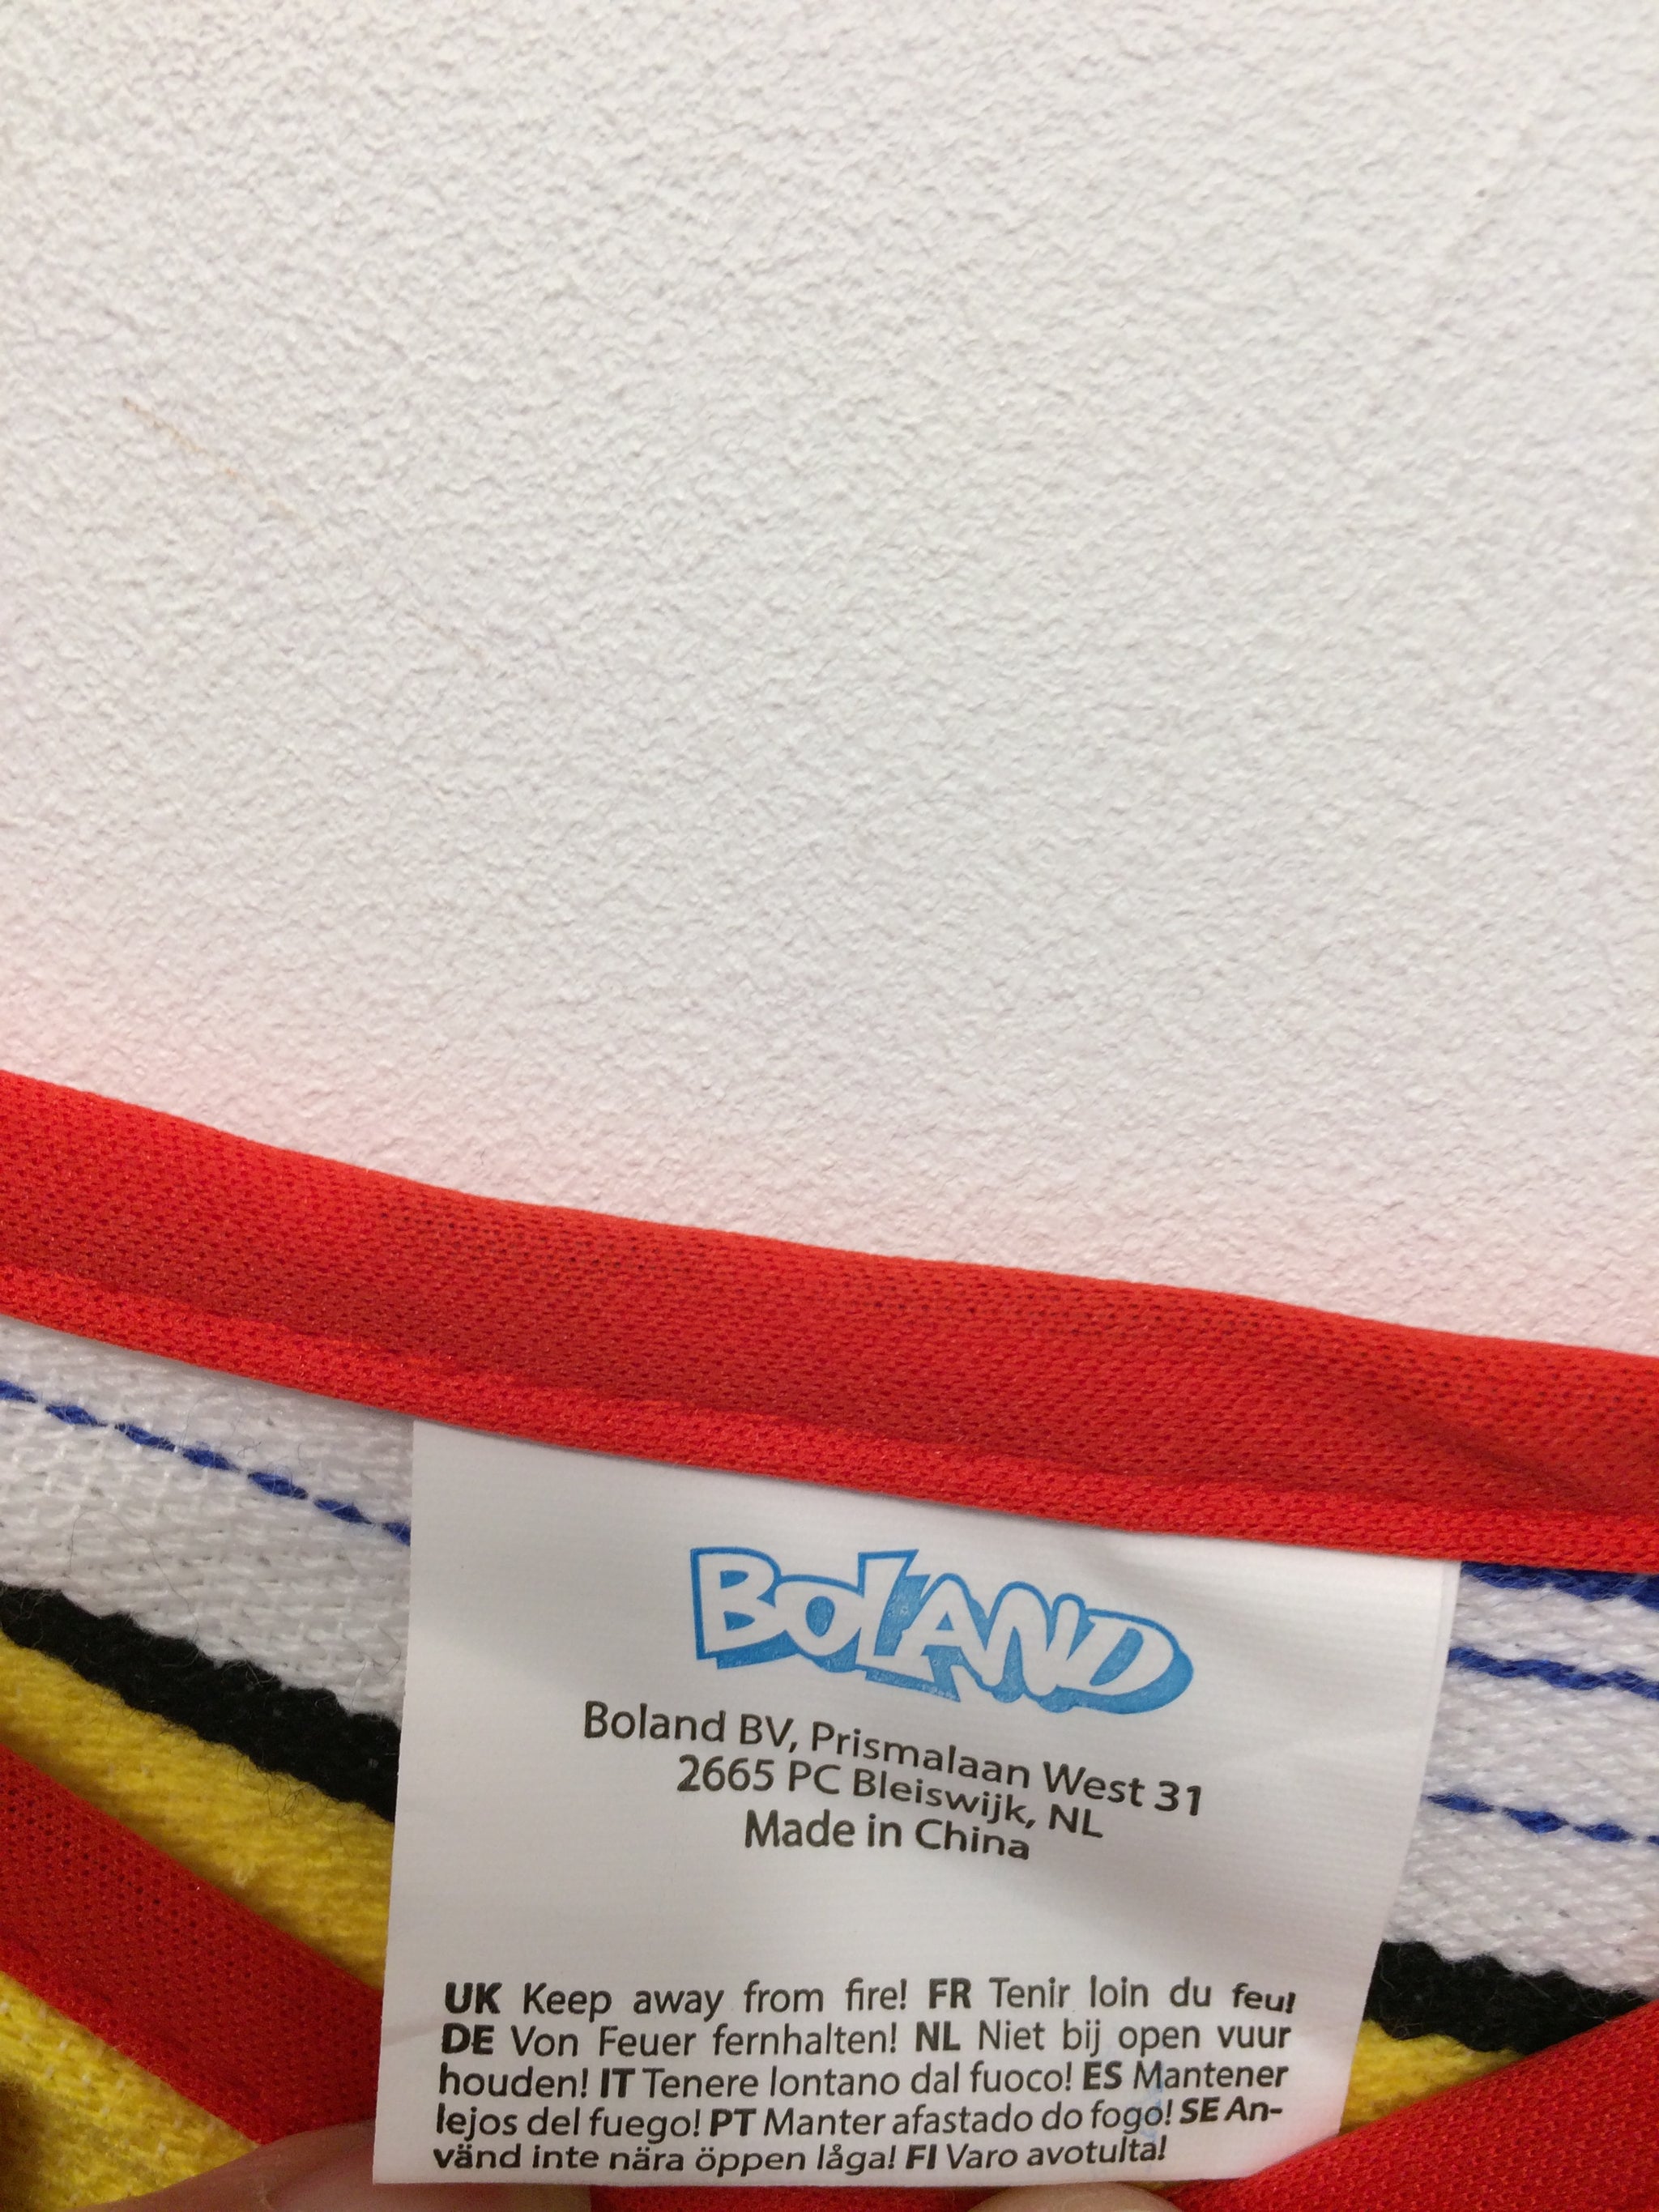 BOLAND
Boland BV, Prismalaan West 31
2665 PC Bleiswijk, NL
Made in China
UK Keep away from fire! FR Tenir loin du feu!
DE Von Feuer fernhalten! NL Niet bij open vuur
houden! IT Tenere lontano dal fuoco! ES Mantener
lejos del fuego! PT Manter afastado do fogo! SE An-
vänd inte nära öppen låga! FI Varo avotulta!